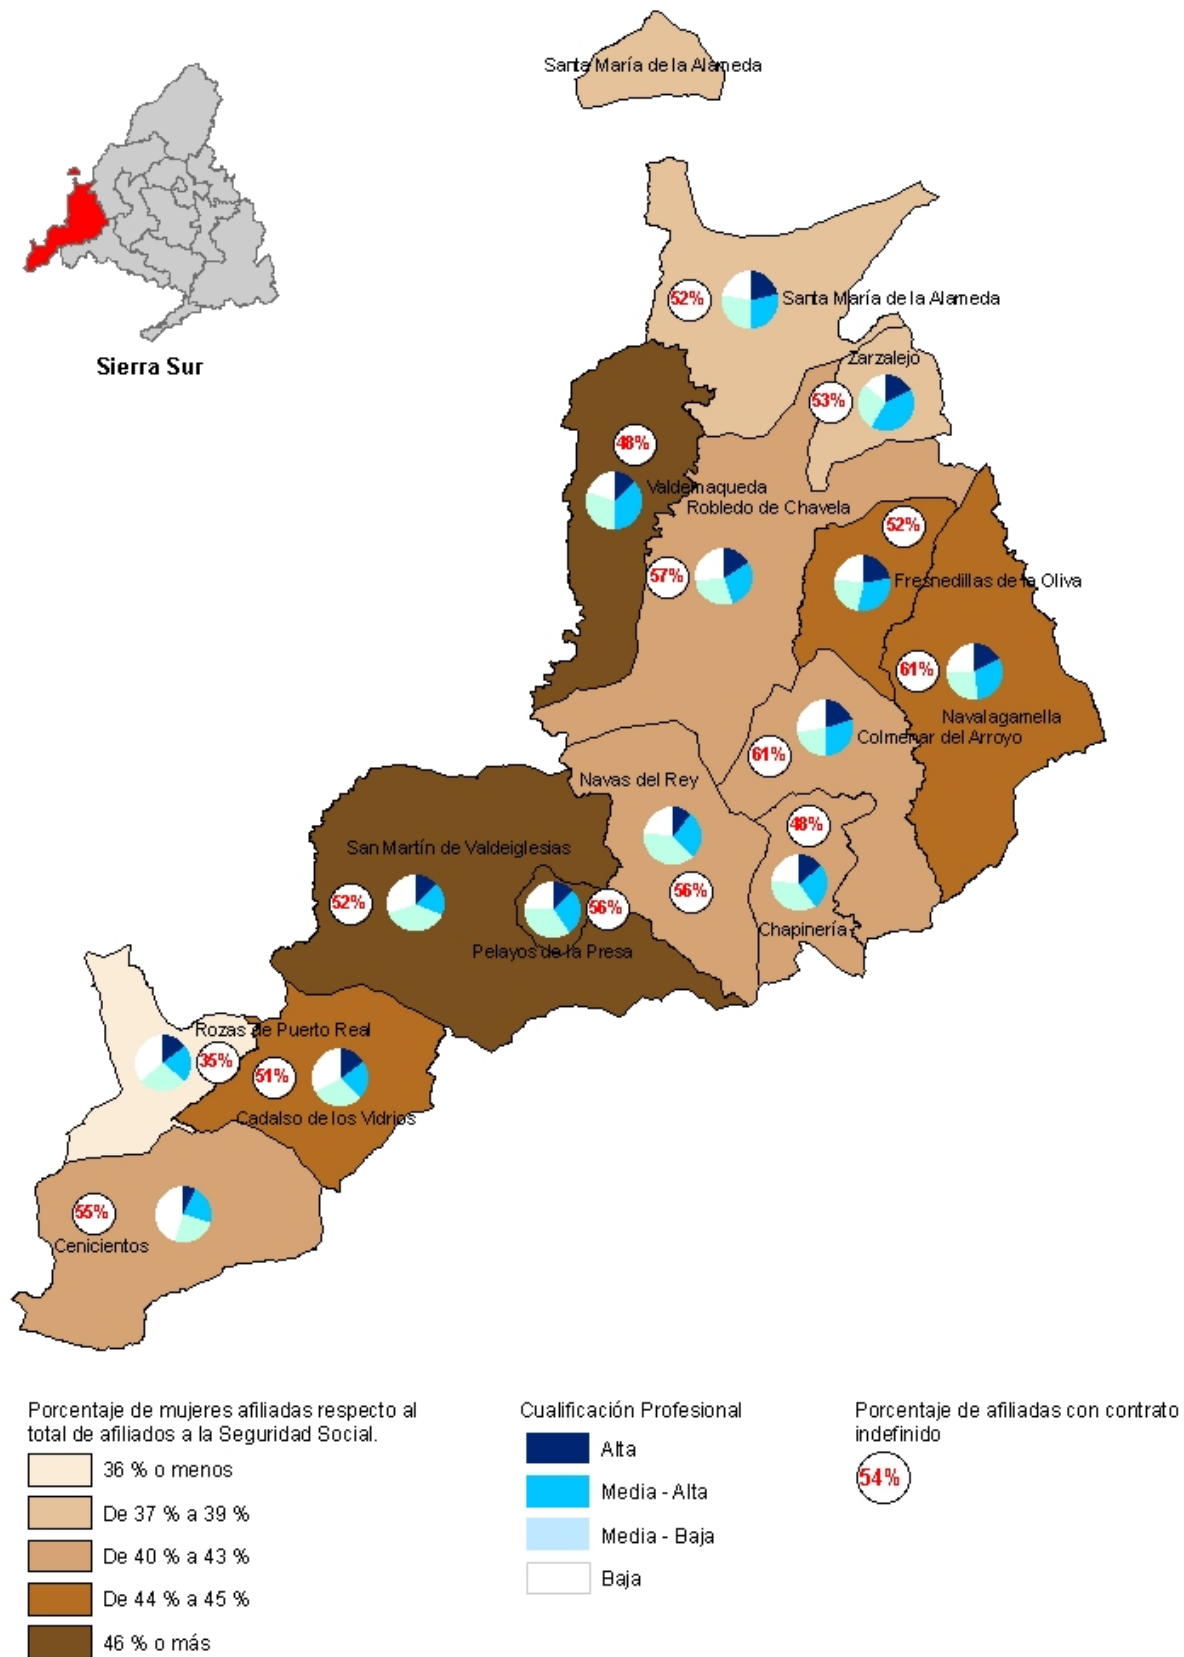 Santa María de la Alameda
Sierra Sur
52%
Santa María de la Alameda
Zarzalejo
53%
48%
Valdemaqueda
Robledo de Chavela
52%
57%
Fresnedillas de la Oliva
61%
Navalagamella
Colmenar del Arroyo
61%
Navas del Rey
48%
San Martín de Valdeiglesias
52%
56%
56%
Chapinería
Pelayos de la Presa
Rozas de Puerto Real
35%
51%
Cadalso de los Vidrios
55%
Cenicientos
Porcentaje de mujeres afiliadas respecto al
total de afiliados a la Seguridad Social.
36 % o menos
De 37 % a 39 %
De 40 % a 43 %
De 44 % a 45 %
46 % o más
Cualificación Profesional
Alta
Media - Alta
Media - Baja
Baja
Porcentaje de afiliadas con contrato
indefinido
54%